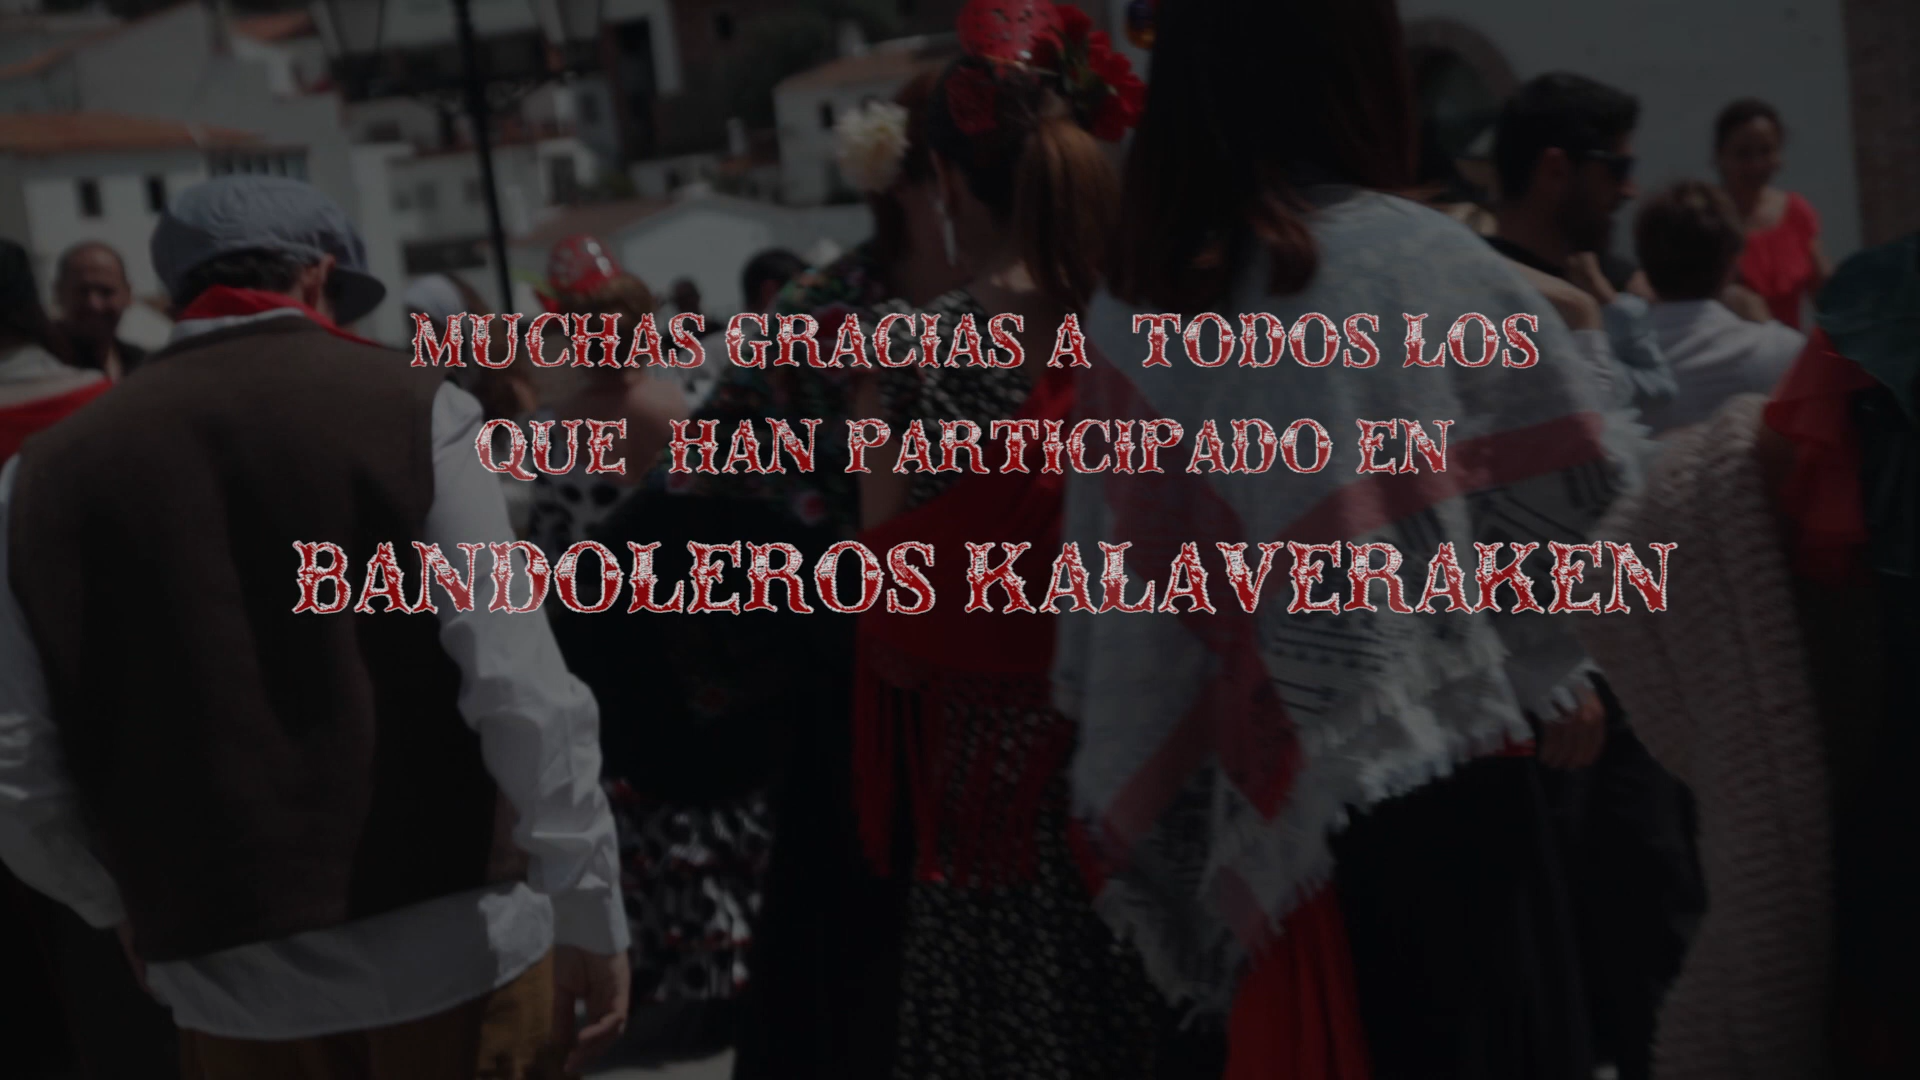 MUCHAS GRACIAS A TODOS LOS
QUE HAN PARTICIPADO EN
BANDOLEROS KALAVERAKEN